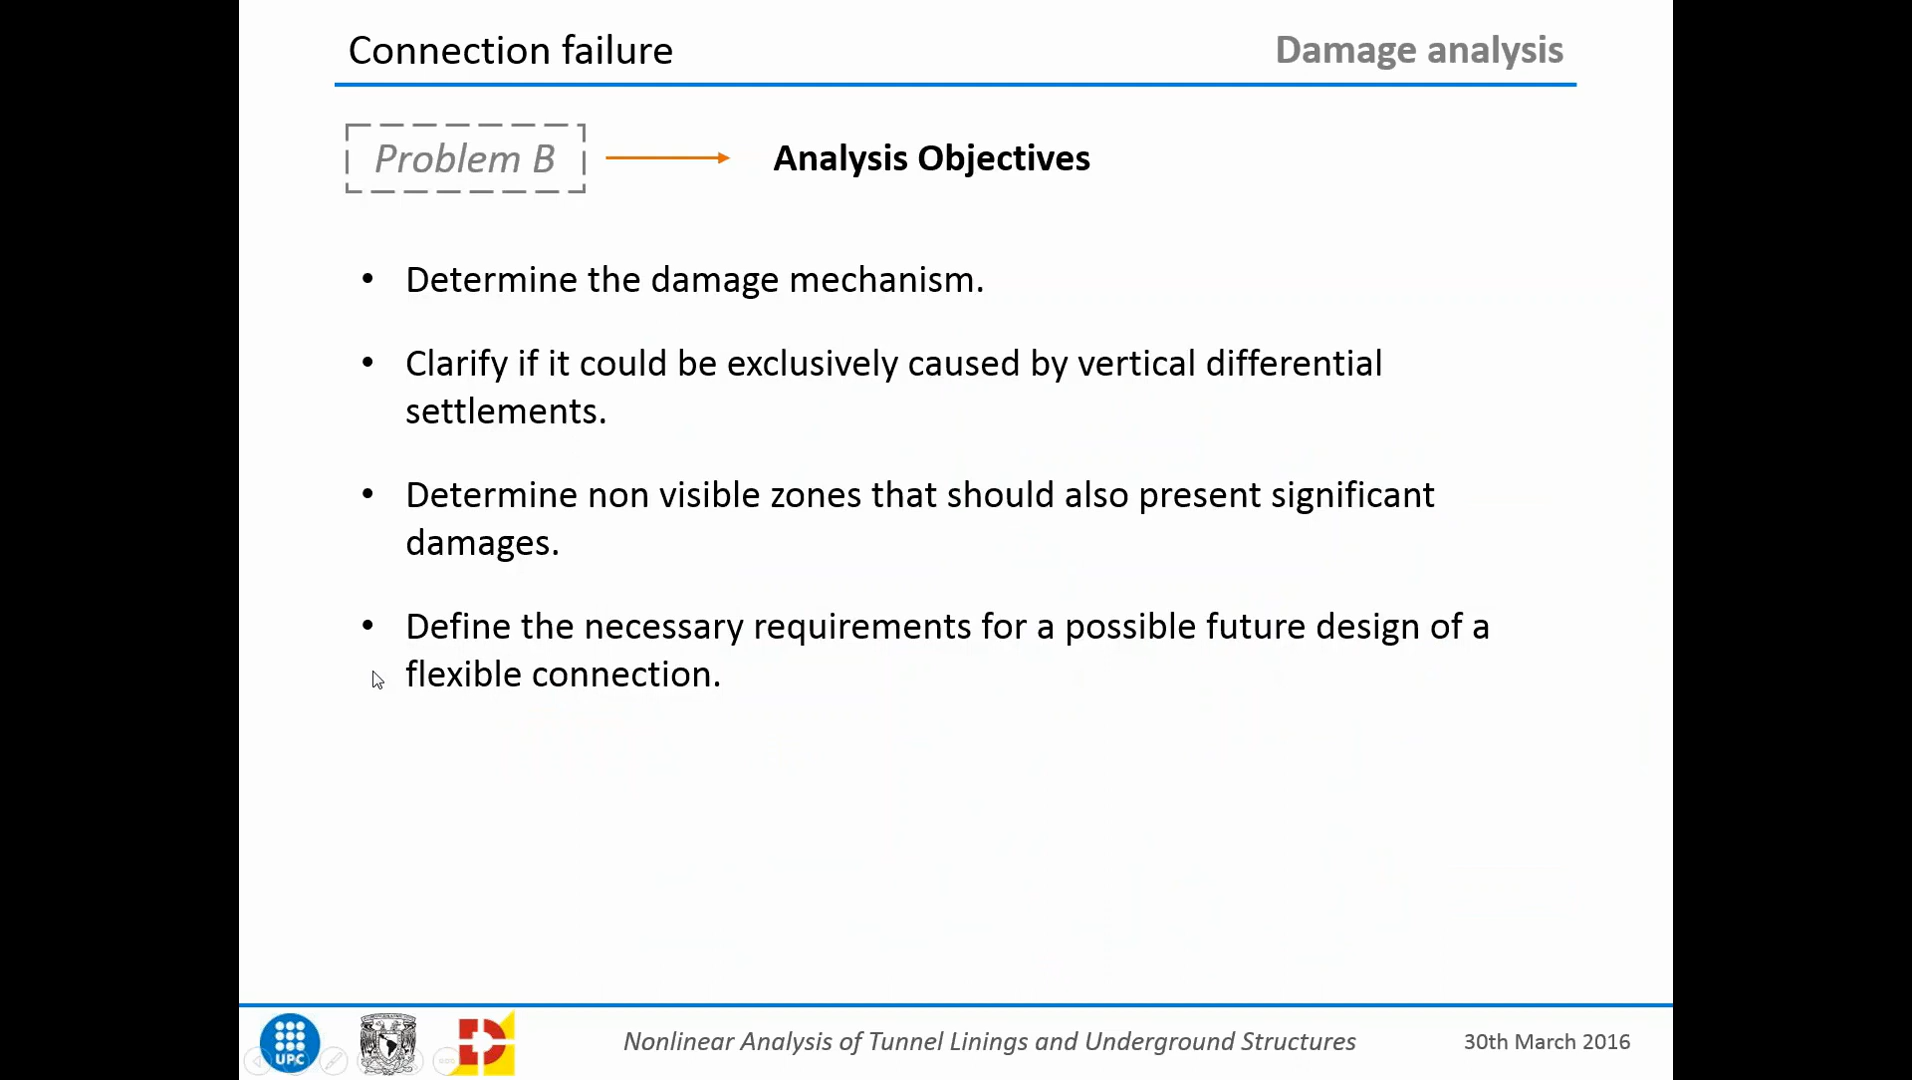 Connection failure
Damage analysis
Problem B
Analysis Objectives
• Determine the damage mechanism.
• Clarify if it could be exclusively caused by vertical differential
settlements.
• Determine non visible zones that should also present significant
damages.
• Define the necessary requirements for a possible future design of a
flexible connection.
UPC
Nonlinear Analysis of Tunnel Linings and Underground Structures
30th March 2016